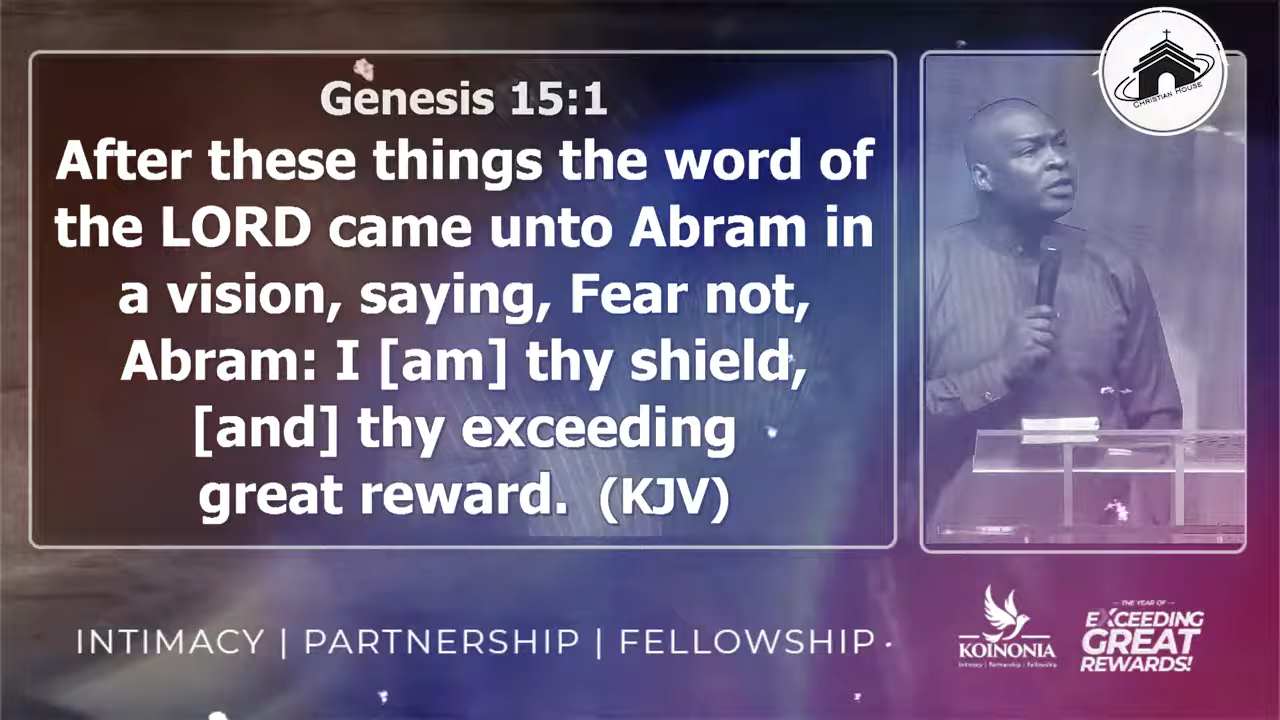 Genesis 15:1
After these things the word of
the LORD came unto Abram in
a vision, saying, Fear not,
Abram: I [am] thy shield,
[and] thy exceeding
great reward. (KJV)
CHRISTIAN HOUSE
INTIMACY | PARTNERSHIP | FELLOWSHIP
KOINONIA
Intimacy | Partnership | Fellowship
THE YEAR OF
EXCEEDING
GREAT
REWARDS!